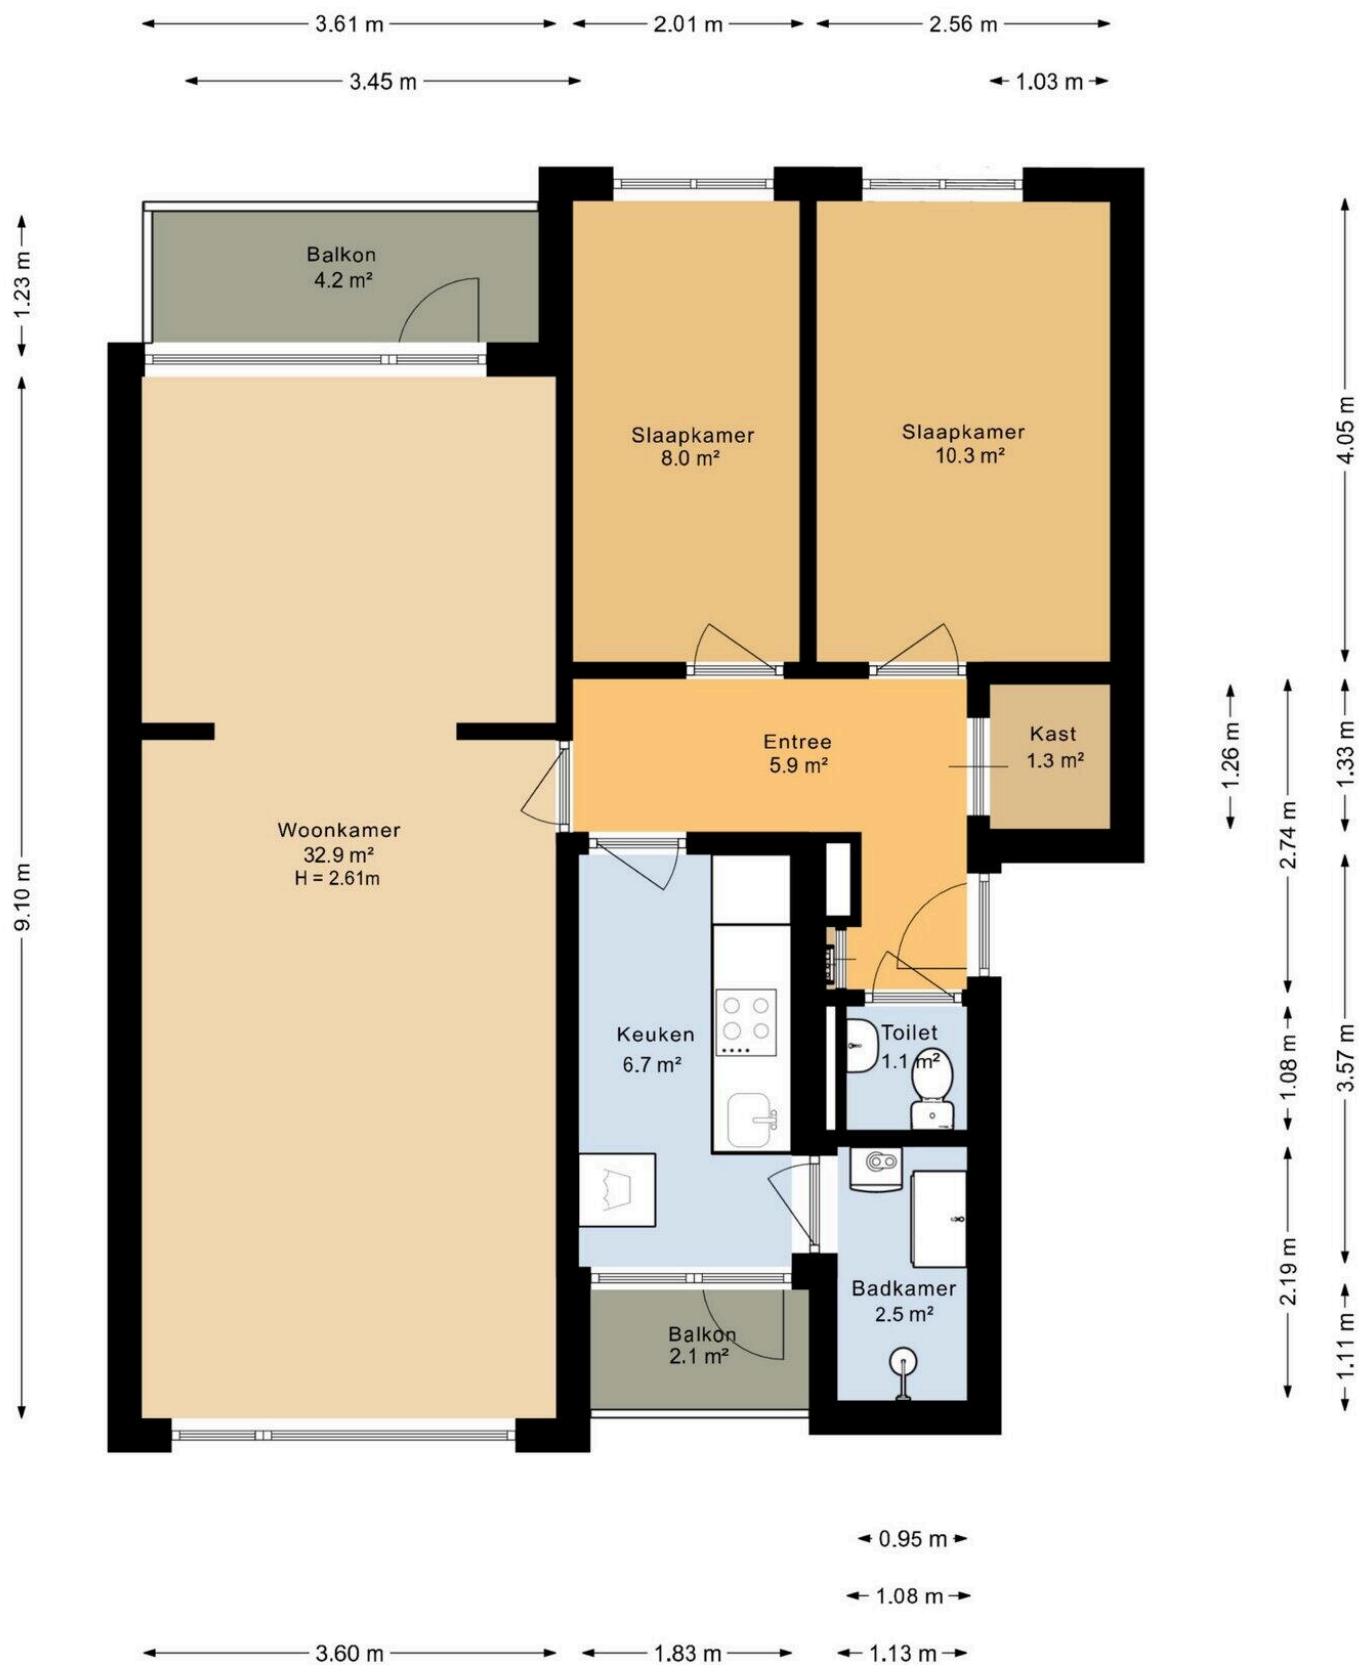 3.61 m
2.01 m
2.56 m
3.45 m
1.03 m
Balkon
4.2 m²
1.23 m
Slaapkamer
8.0 m²
Slaapkamer
10.3 m²
4.05 m
Entree
5.9 m²
Kast
1.3 m²
1.26 m
1.33 m
2.74 m
Woonkamer
32.9 m²
H = 2.61m
9.10 m
Keuken
6.7 m²
Toilet
1.1 m²
1.08 m
3.57 m
Badkamer
2.5 m²
2.19 m
Balkon
2.1 m²
1.11 m
0.95 m
1.08 m
3.60 m
1.83 m
1.13 m